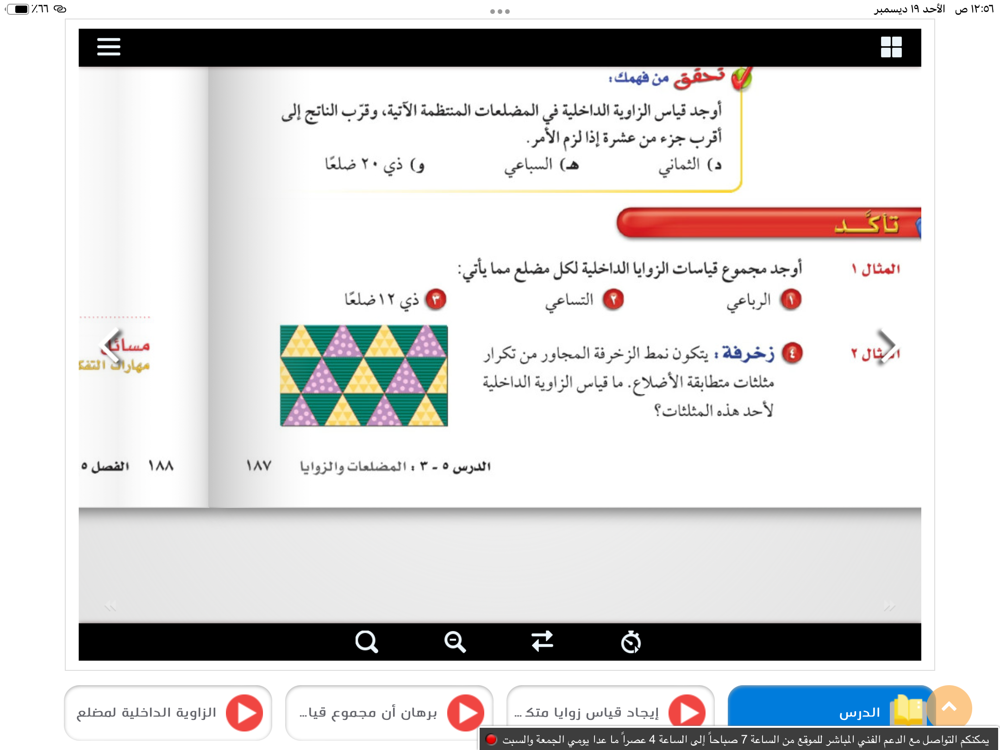 ١٢:٥٦ ص الأحد ١٩ ديسمبر
٪٦٦
تحقق من فهمك:
أوجد قياس الزاوية الداخلية في المضلعات المنتظمة الآتية، وقرّب الناتج إلى
أقرب جزء من عشرة إذا لزم الأمر.
د) الثماني هـ) السباعي و) ذي ٢٠ ضلعًا
تأكَّد
المثال ١ أوجد مجموع قياسات الزوايا الداخلية لكل مضلع مما يأتي:
١ الرباعي ٢ التساعي ٣ ذي ١٢ ضلعًا
المثال ٢ ٤ زخرفة: يتكون نمط الزخرفة المجاور من تكرار
مثلثات متطابقة الأضلاع. ما قياس الزاوية الداخلية
لأحد هذه المثلثات؟
الدرس ٥ - ٣ : المضلعات والزوايا ١٨٧
مسائل
مهارات
١٨٨ الفصل ٥
الدرس
إيجاد قياس زوايا متك...
برهان أن مجموع قيا...
الزاوية الداخلية لمضلع
يمكنكم التواصل مع الدعم الفني المباشر للموقع من الساعة 7 صباحاً إلى الساعة 4 عصراً ما عدا يومي الجمعة والسبت